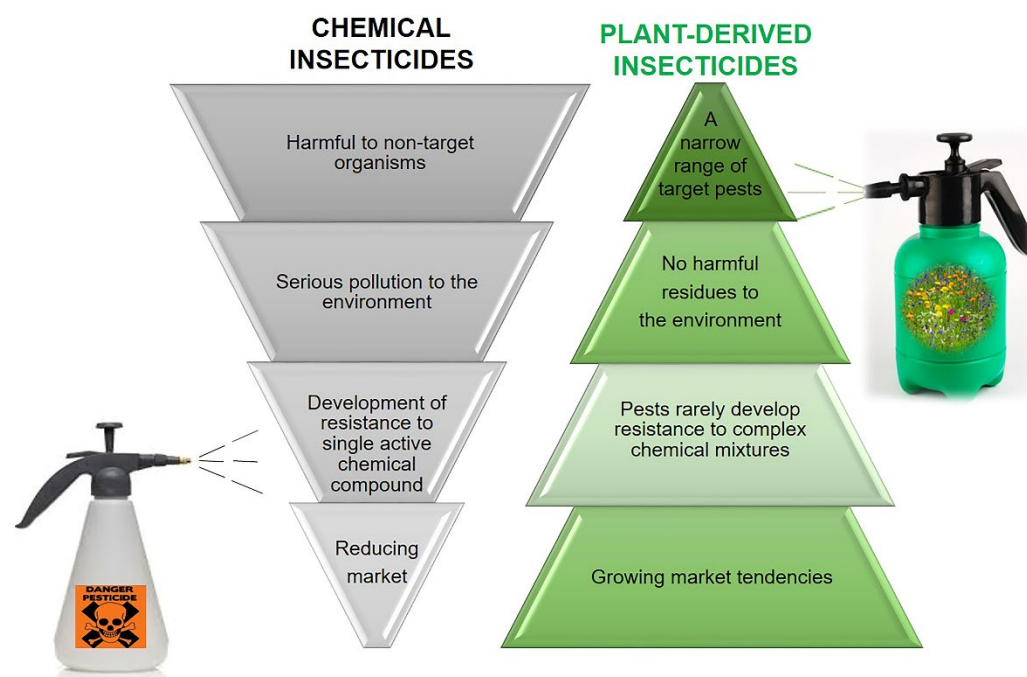 CHEMICAL
INSECTICIDES
Harmful to non-target
organisms
Serious pollution to the
environment
Development of
resistance to
single active
chemical
compound
Reducing
market
DANGER
PESTICIDE
PLANT-DERIVED
INSECTICIDES
A
narrow
range of
target pests
No harmful
residues to
the environment
Pests rarely develop
resistance to complex
chemical mixtures
Growing market tendencies